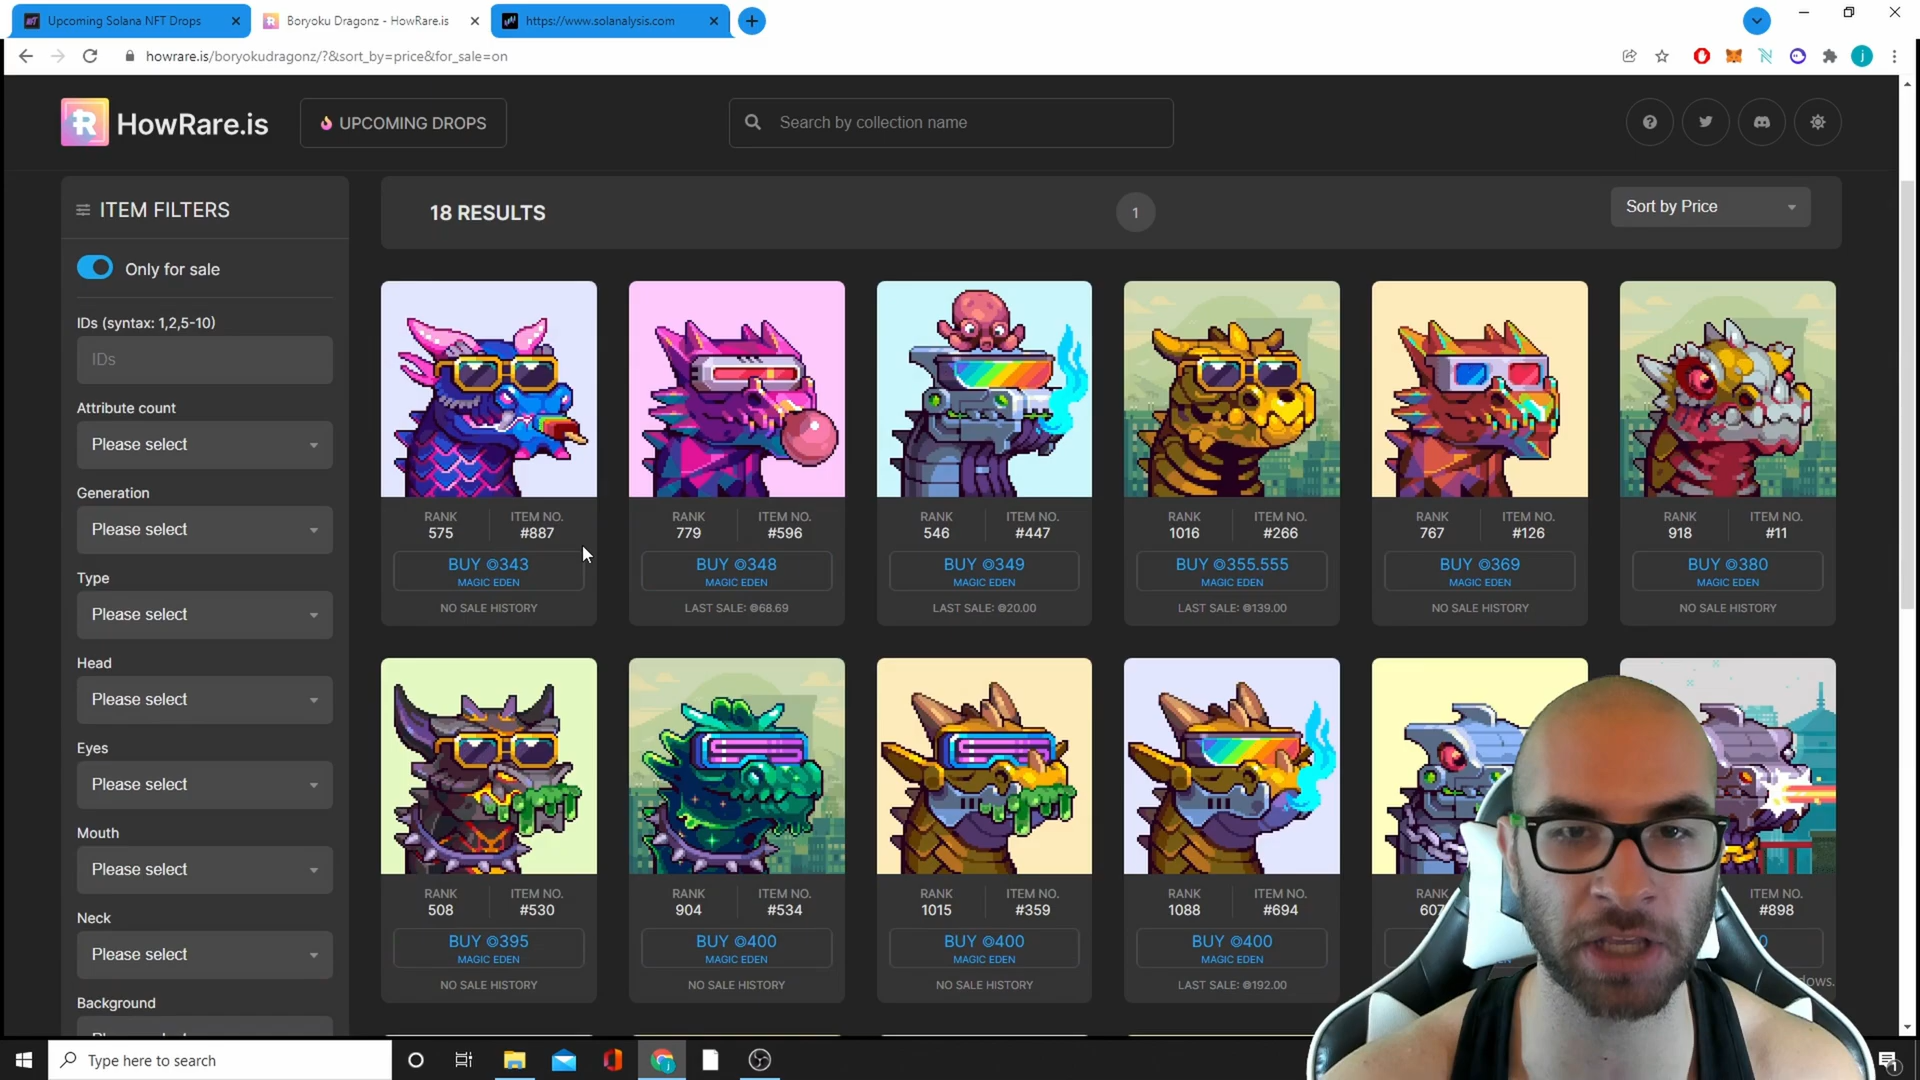 Upcoming Solana NFT Drops
Boryoku Dragonz - HowRare.is
https://www.solanalysis.com
howrare.is/boryokudragonz/?&sort_by=price&for_sale=on
j
HowRare.is
UPCOMING DROPS
Search by collection name
ITEM FILTERS
Only for sale
IDs (syntax: 1,2,5-10)
IDs
Attribute count
Please select
Generation
Please select
Type
Please select
Head
Please select
Eyes
Please select
Mouth
Please select
Neck
Please select
Background
18 RESULTS
1
Sort by Price
RANK ITEM NO.
575 #887
BUY ◎343
MAGIC EDEN
NO SALE HISTORY
RANK ITEM NO.
779 #596
BUY ◎348
MAGIC EDEN
LAST SALE: ◎68.69
RANK ITEM NO.
546 #447
BUY ◎349
MAGIC EDEN
LAST SALE: ◎20.00
RANK ITEM NO.
1016 #266
BUY ◎355.555
MAGIC EDEN
LAST SALE: ◎139.00
RANK ITEM NO.
767 #126
BUY ◎369
MAGIC EDEN
NO SALE HISTORY
RANK ITEM NO.
918 #11
BUY ◎380
MAGIC EDEN
NO SALE HISTORY
RANK ITEM NO.
508 #530
BUY ◎395
MAGIC EDEN
NO SALE HISTORY
RANK ITEM NO.
904 #534
BUY ◎400
MAGIC EDEN
NO SALE HISTORY
RANK ITEM NO.
1015 #359
BUY ◎400
MAGIC EDEN
NO SALE HISTORY
RANK ITEM NO.
1088 #694
BUY ◎400
MAGIC EDEN
LAST SALE: ◎192.00
RANK
607
ITEM NO.
#898
Type here to search